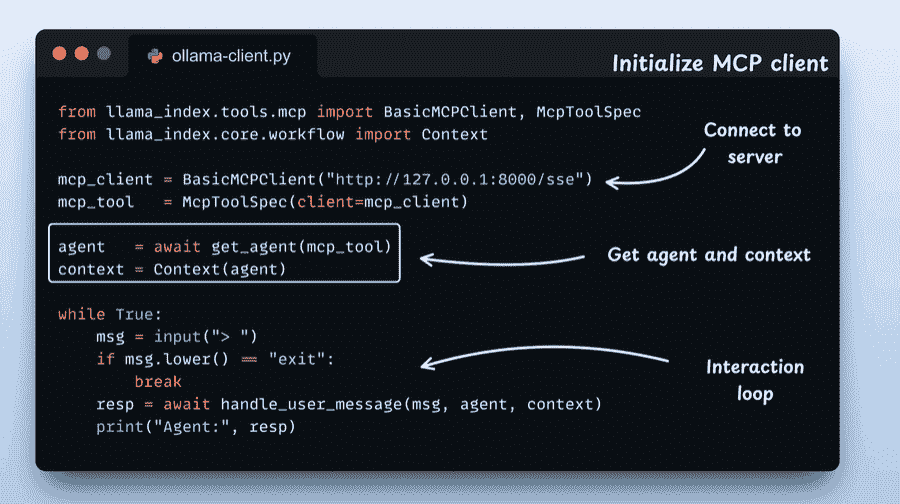 ollama-client.py
Initialize MCP client
from llama_index.tools.mcp import BasicMCPClient, McpToolSpec
from llama_index.core.workflow import Context
Connect to
server
mcp_client = BasicMCPClient("http://127.0.0.1:8000/sse")
mcp_tool   = McpToolSpec(client=mcp_client)
agent   = await get_agent(mcp_tool)
context = Context(agent)
Get agent and context
while True:
    msg = input("> ")
    if msg.lower() == "exit":
        break
    resp = await handle_user_message(msg, agent, context)
    print("Agent:", resp)
Interaction
loop